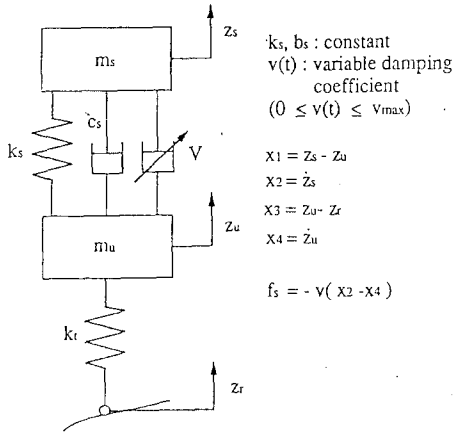 Zs
ms
ks
cs
V
Zu
mu
kt
Zr
ks, bs : constant
v(t) : variable damping
coefficient
(0 ≤ v(t) ≤ vmax)
X1 = Zs - Zu
X2 = Żs
X3 = Zu- Zr
X4 = Żu
fs = - v( X2 -X4 )